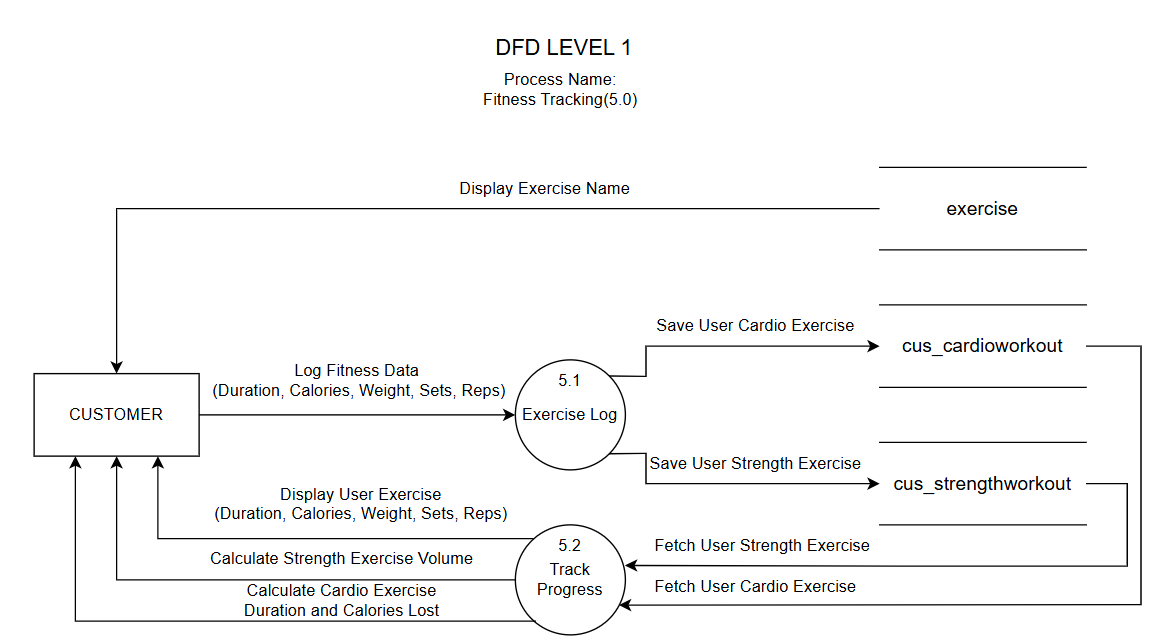 DFD LEVEL 1
Process Name:
Fitness Tracking(5.0)
Display Exercise Name
exercise
Save User Cardio Exercise
cus_cardioworkout
Log Fitness Data
(Duration, Calories, Weight, Sets, Reps)
5.1
Exercise Log
CUSTOMER
Save User Strength Exercise
cus_strengthworkout
Display User Exercise
(Duration, Calories, Weight, Sets, Reps)
5.2
Track
Progress
Fetch User Strength Exercise
Calculate Strength Exercise Volume
Fetch User Cardio Exercise
Calculate Cardio Exercise
Duration and Calories Lost